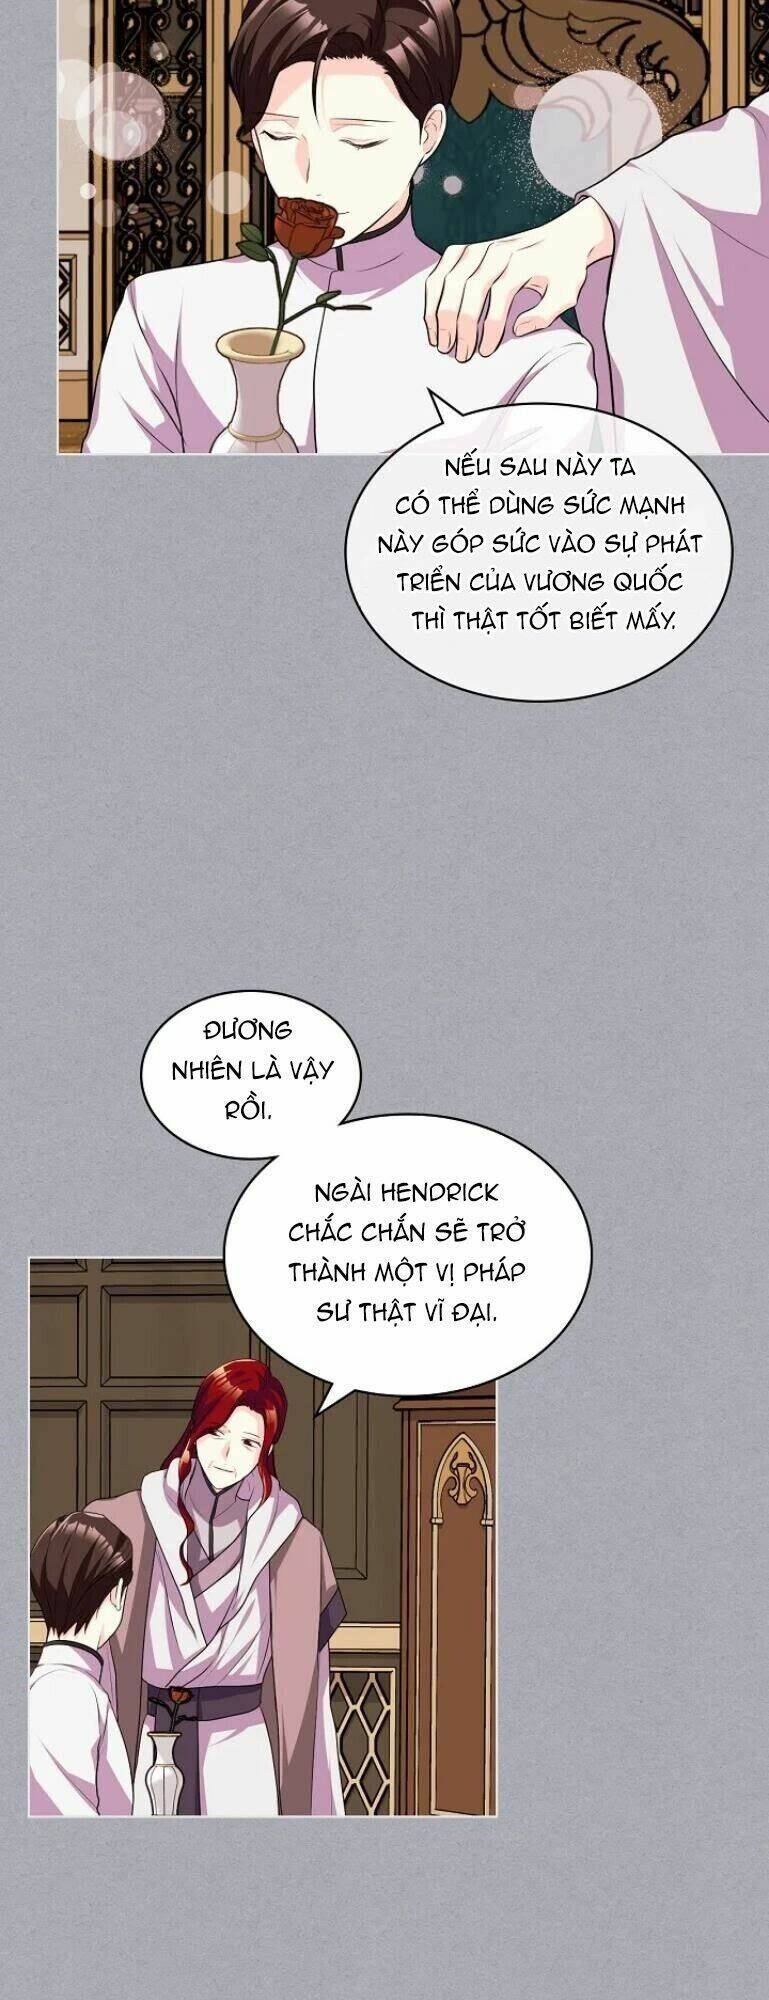 NẾU SAU NÀY TA
CÓ THỂ DÙNG SỨC MẠNH
NÀY GÓP SỨC VÀO SỰ PHÁT
TRIỂN CỦA VƯƠNG QUỐC
THÌ THẬT TỐT BIẾT MẤY.
ĐƯƠNG
NHIÊN LÀ VẬY
RỒI.
NGÀI HENDRICK
CHẮC CHẮN SẼ TRỞ
THÀNH MỘT VỊ PHÁP
SƯ THẬT VĨ ĐẠI.